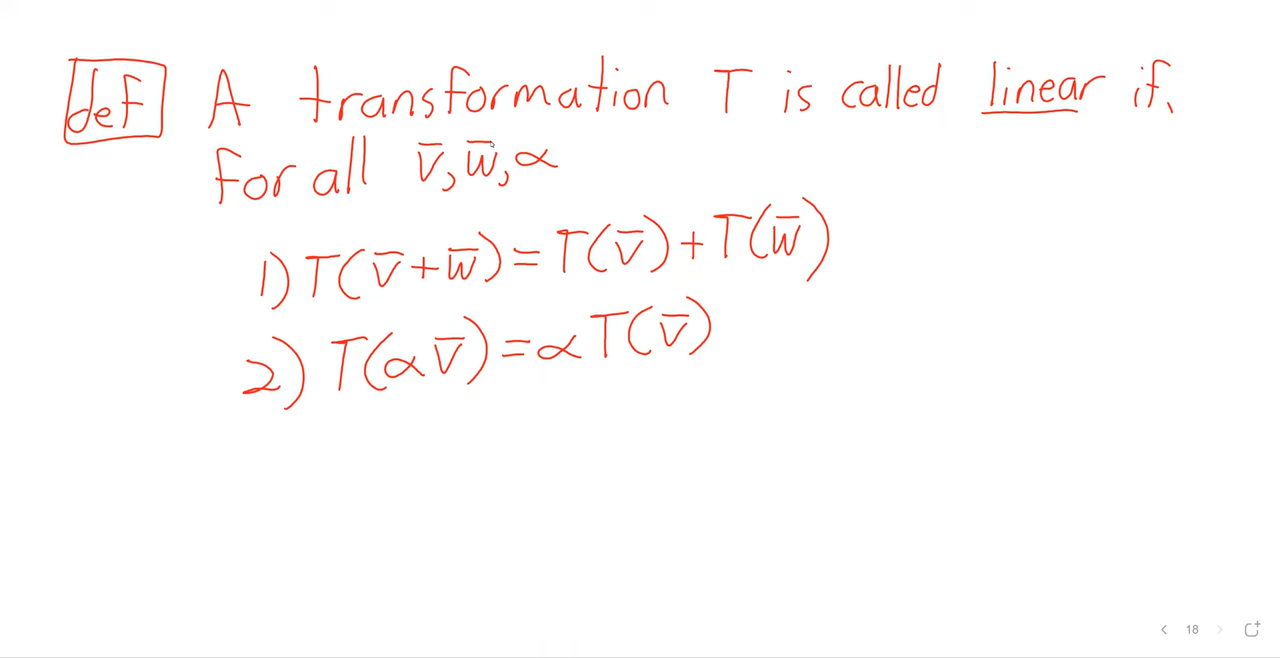 def A transformation T is called linear if,
for all v̄, w̄, α
1) T(v̄+w̄)=T(v̄)+T(w̄)
2) T(αv̄)=αT(v̄)
18